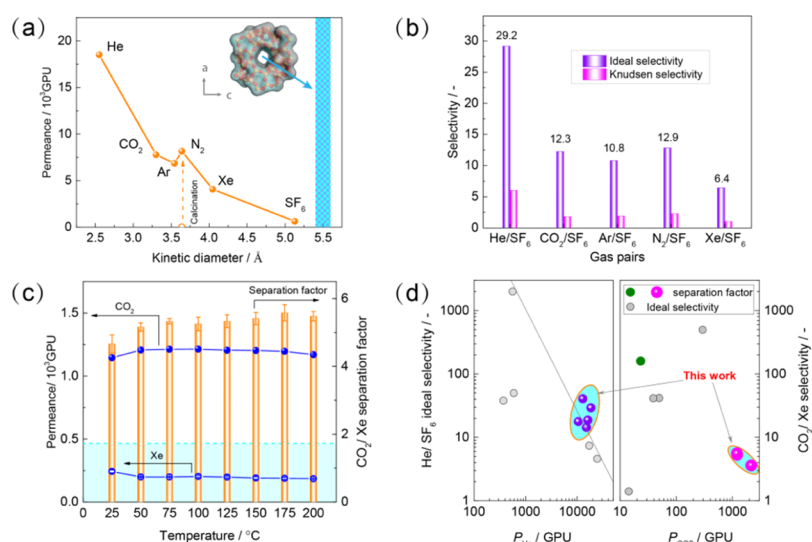 (a)
20
15
10
5
0
Permeance / 10³GPU
He
CO₂
Ar
N₂
Xe
SF₆
Calcination
a
c
2.5 3.0 3.5 4.0 4.5 5.0 5.5
Kinetic diameter / Å
(b)
30
25
20
15
10
5
0
Selectivity / -
29.2
12.3
10.8
12.9
6.4
Ideal selectivity
Knudsen selectivity
He/SF₆ CO₂/SF₆ Ar/SF₆ N₂/SF₆ Xe/SF₆
Gas pairs
(c)
1.5
1.0
0.5
0.0
Permeance/ 10³GPU
CO₂
Separation factor
Xe
6
4
2
0
CO₂/ Xe separation factor
25 50 75 100 125 150 175 200
Temperature / °C
(d)
1000
100
10
1
He/ SF₆ ideal selectivity / -
separation factor
Ideal selectivity
This work
1000
100
10
1
CO₂/ Xe selectivity / -
100 1000 10000
10 100 1000
/ GPU
/ GPU